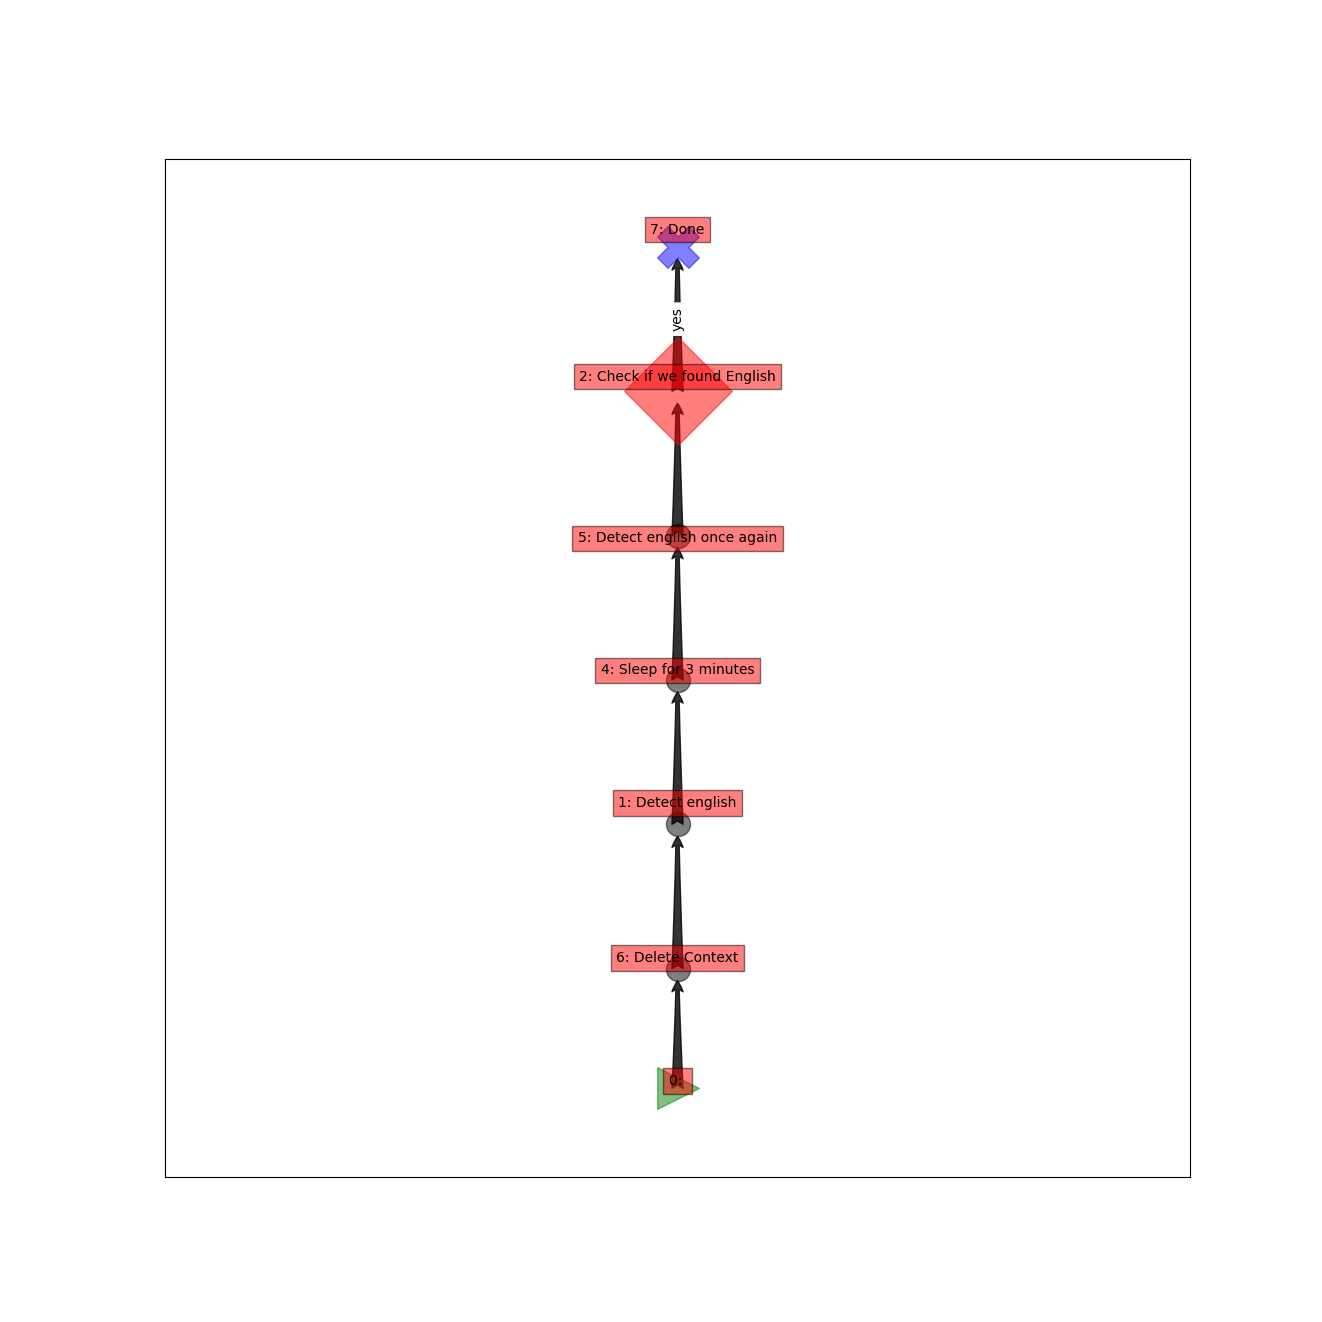 7: Done
yes
2: Check if we found English
5: Detect english once again
4: Sleep for 3 minutes
1: Detect english
6: Delete Context
0: